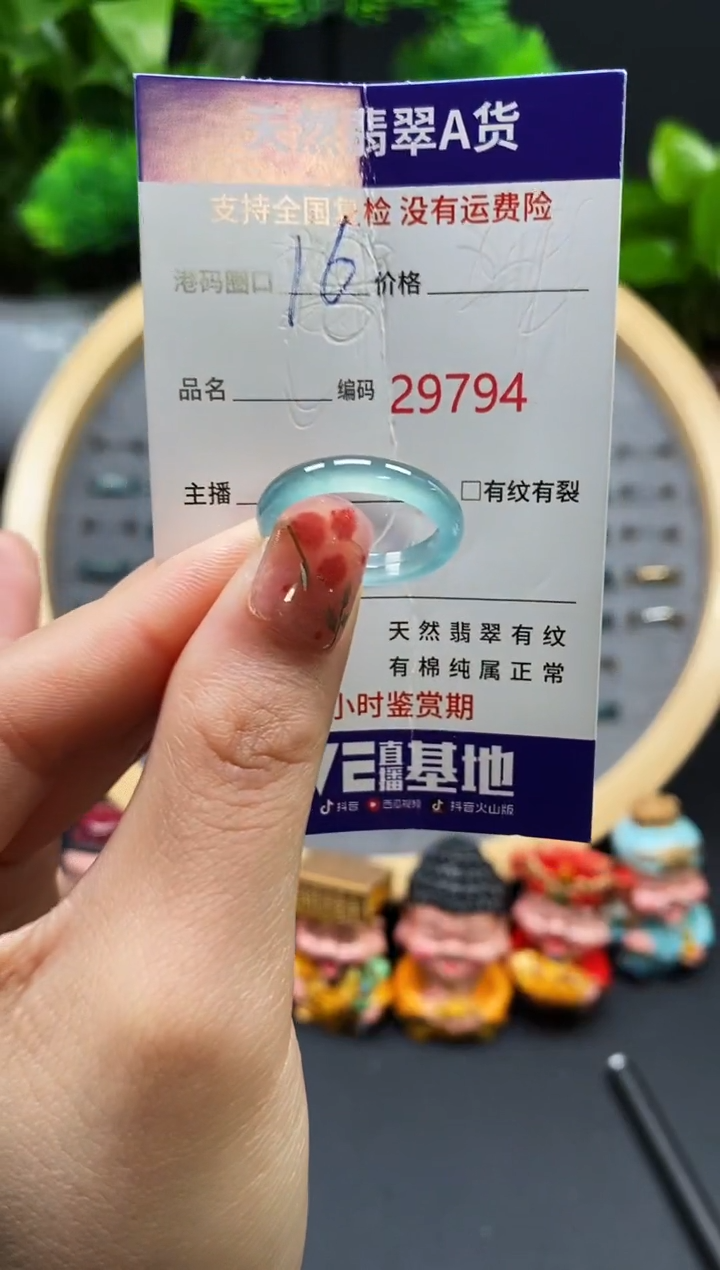 天然翡翠A货
支持全国复检 没有运费险
港码圈口 16 价格
品名 编码 29794
主播 □有纹有裂
天然翡翠有纹
有棉纯属正常
小时鉴赏期
VE直播基地
抖音 西瓜视频 抖音火山版